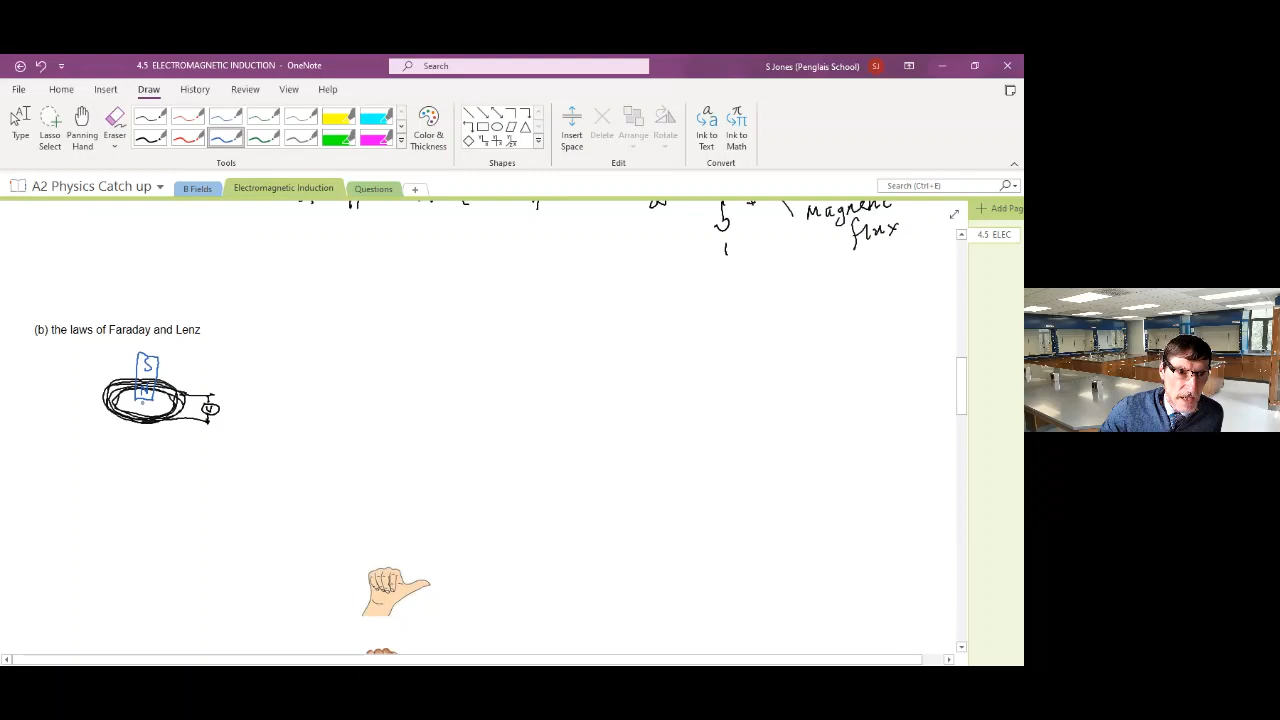 4.5 ELECTROMAGNETIC INDUCTION - OneNote
Search
S Jones (Penglais School)
SJ
File Home Insert Draw History Review View Help
Type
Lasso Select
Panning Hand
Eraser
Color & Thickness
Insert Space
Delete
Arrange
Rotate
Ink to Text
Ink to Math
Tools
Shapes
Edit
Convert
A2 Physics Catch up
B Fields
Electromagnetic Induction
Questions
Search (Ctrl+E)
Add Pag
4.5 ELEC
magnetic
flux
(b) the laws of Faraday and Lenz
S
N
V